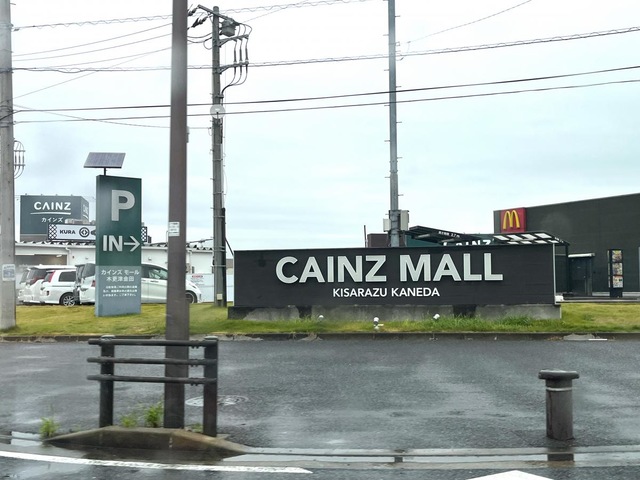 CAINZ
カインズ
KURA
P
IN→
カインズ モール
木更津金田
CAINZ MALL
KISARAZU KANEDA